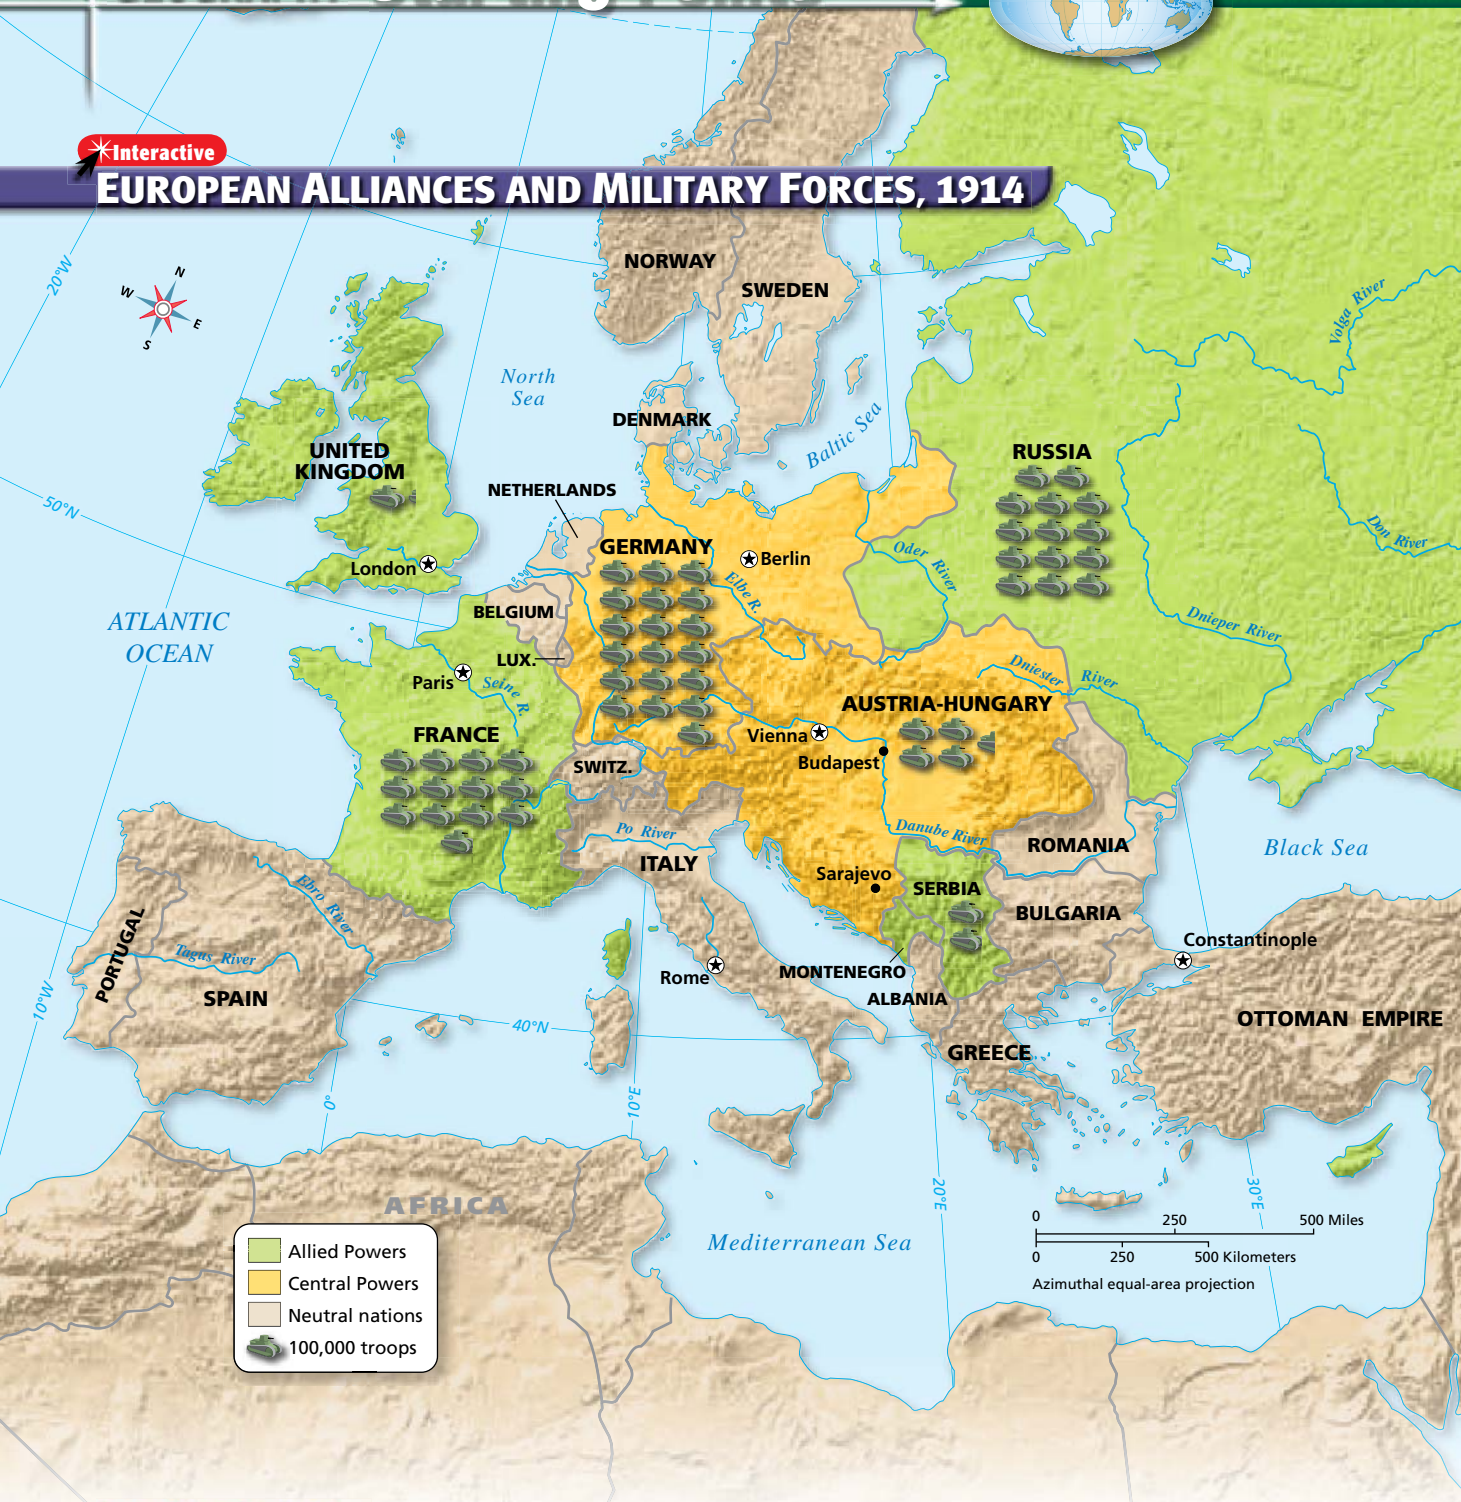 Interactive
EUROPEAN ALLIANCES AND MILITARY FORCES, 1914
20°W
N
W
E
S
NORWAY
SWEDEN
Volga River
North
Sea
DENMARK
Baltic Sea
UNITED
KINGDOM
RUSSIA
NETHERLANDS
50°N
Don River
GERMANY
Berlin
Oder River
London
Elbe R.
BELGIUM
ATLANTIC
OCEAN
Dnieper River
LUX.
Paris
Seine R.
Dniester River
AUSTRIA-HUNGARY
FRANCE
Vienna
Budapest
SWITZ.
Po River
Danube River
ROMANIA
Black Sea
ITALY
Sarajevo
SERBIA
Ebro River
BULGARIA
Constantinople
PORTUGAL
Tagus River
MONTENEGRO
Rome
SPAIN
ALBANIA
10°W
40°N
OTTOMAN EMPIRE
GREECE
0°
10°E
20°E
30°E
AFRICA
Mediterranean Sea
0 250 500 Miles
0 250 500 Kilometers
Azimuthal equal-area projection
Allied Powers
Central Powers
Neutral nations
100,000 troops